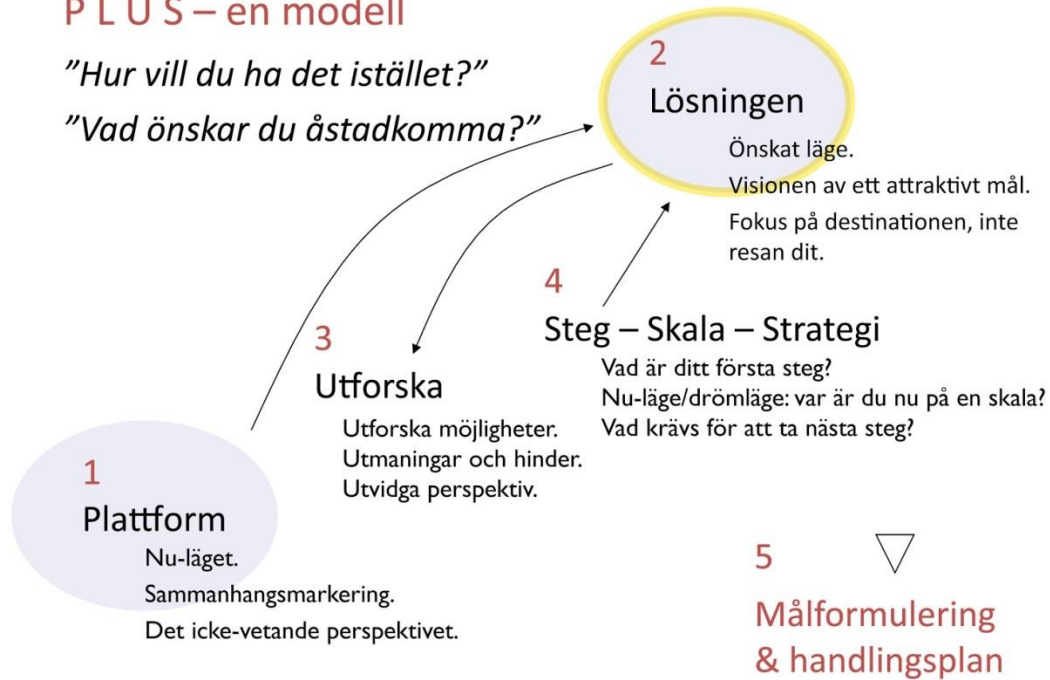 P L U S – en modell
”Hur vill du ha det istället?”
”Vad önskar du åstadkomma?”
2
Lösningen
Önskat läge.
Visionen av ett attraktivt mål.
Fokus på destinationen, inte
resan dit.
4
Steg – Skala – Strategi
Vad är ditt första steg?
Nu-läge/drömläge: var är du nu på en skala?
Vad krävs för att ta nästa steg?
3
Utforska
Utforska möjligheter.
Utmaningar och hinder.
Utvidga perspektiv.
1
Plattform
Nu-läget.
Sammanhangsmarkering.
Det icke-vetande perspektivet.
5
Målformulering
& handlingsplan